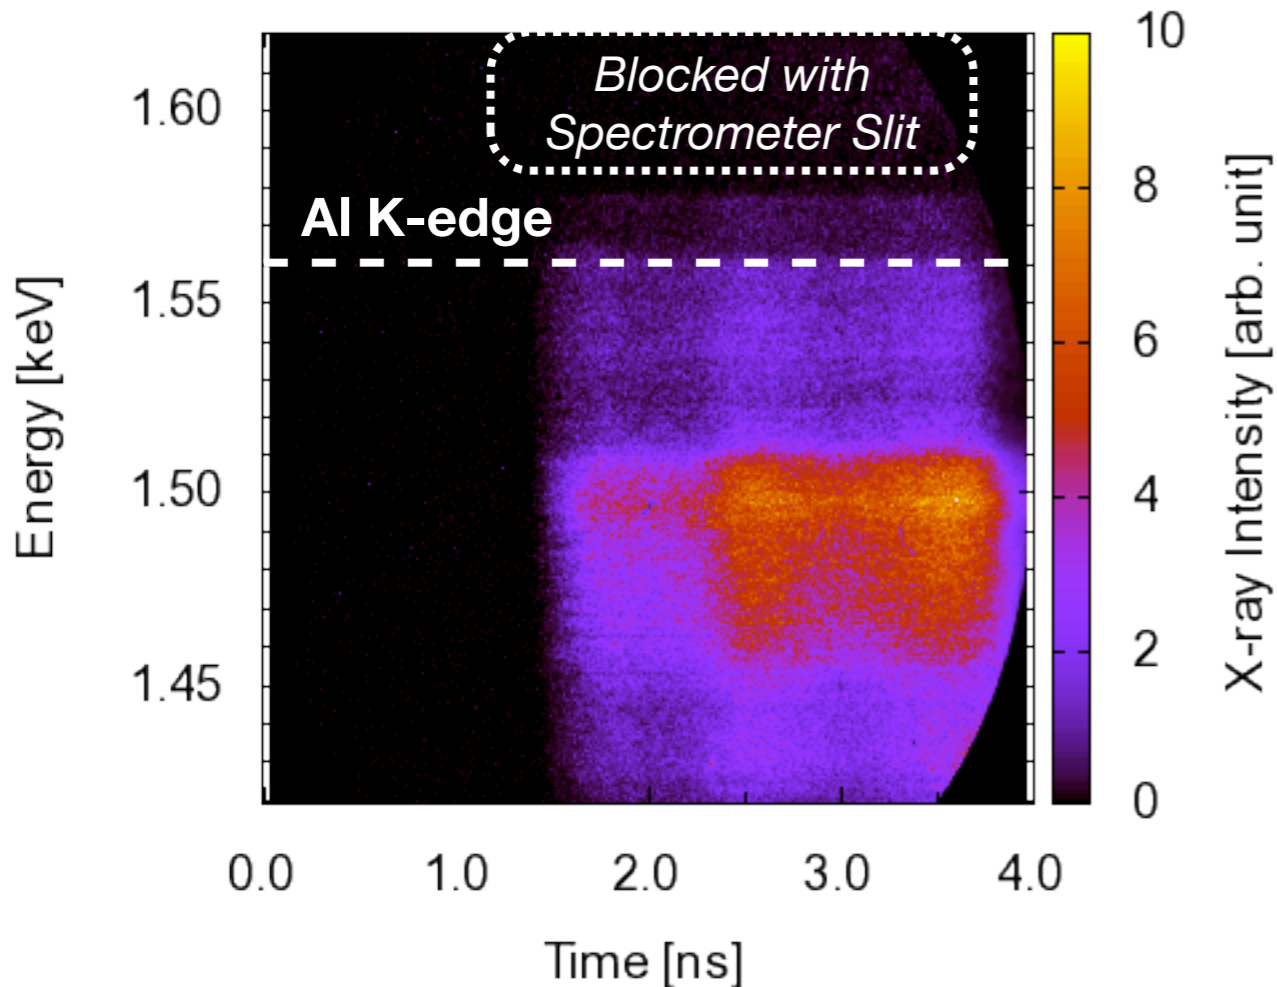 Blocked with
Spectrometer Slit
Al K-edge
1.60
1.55
1.50
1.45
Energy [keV]
0.0 1.0 2.0 3.0 4.0
Time [ns]
10
8
6
4
2
0
X-ray Intensity [arb. unit]